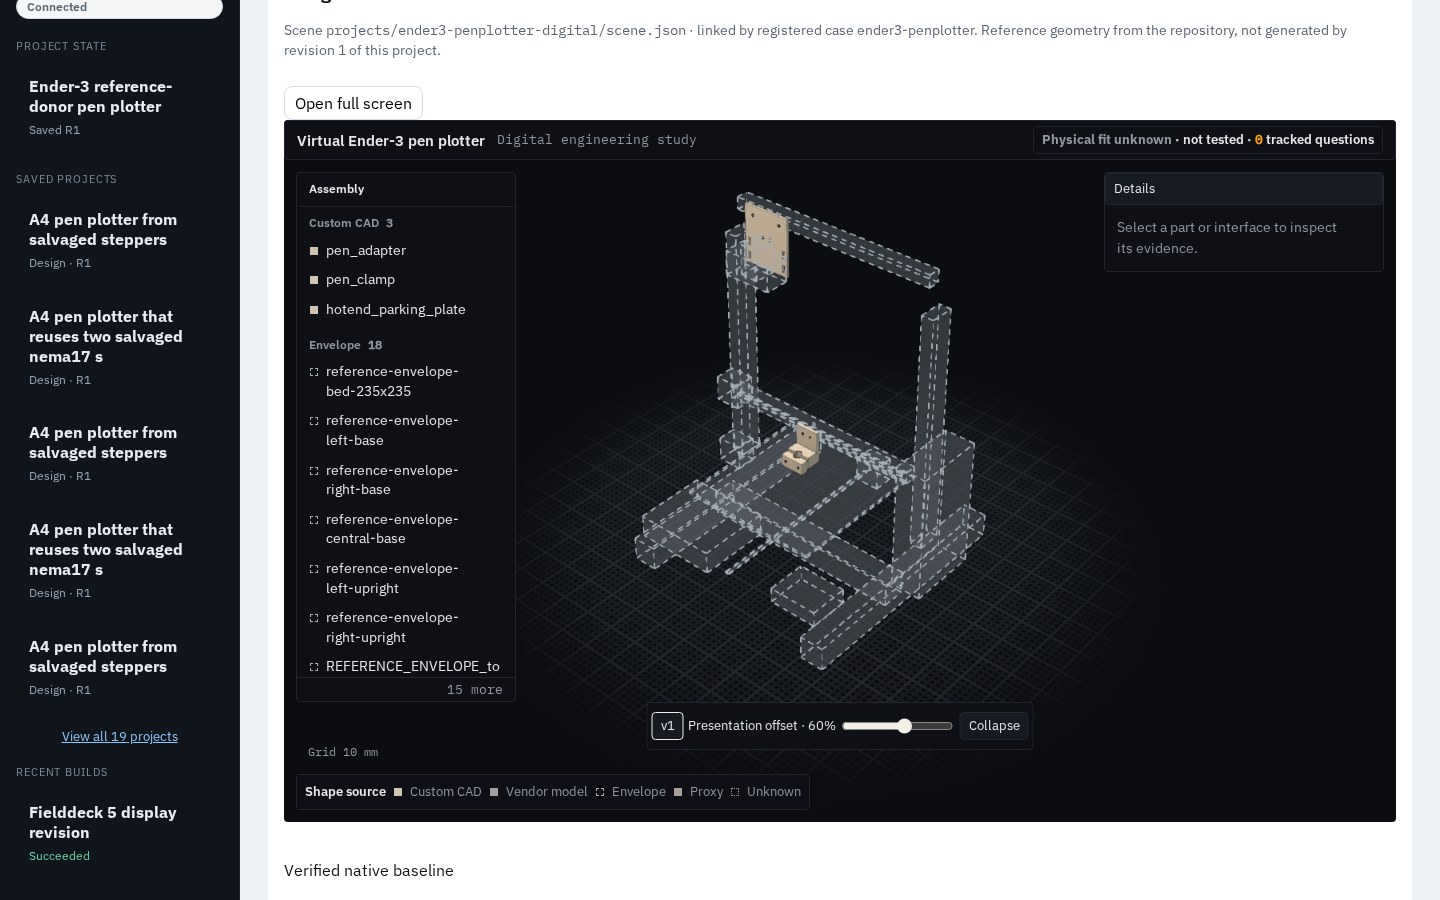 Connected
PROJECT STATE
Ender-3 reference-
donor pen plotter
Saved R1
SAVED PROJECTS
A4 pen plotter from
salvaged steppers
Design · R1
A4 pen plotter that
reuses two salvaged
nema17 s
Design · R1
A4 pen plotter from
salvaged steppers
Design · R1
A4 pen plotter that
reuses two salvaged
nema17 s
Design · R1
A4 pen plotter from
salvaged steppers
Design · R1
View all 19 projects
RECENT BUILDS
Fielddeck 5 display
revision
Succeeded
Scene projects/ender3-penplotter-digital/scene.json · linked by registered case ender3-penplotter. Reference geometry from the repository, not generated by
revision 1 of this project.
Open full screen
Virtual Ender-3 pen plotter Digital engineering study
Physical fit unknown · not tested · 0 tracked questions
Assembly
Custom CAD 3
pen_adapter
pen_clamp
hotend_parking_plate
Envelope 18
reference-envelope-
bed-235x235
reference-envelope-
left-base
reference-envelope-
right-base
reference-envelope-
central-base
reference-envelope-
left-upright
reference-envelope-
right-upright
REFERENCE_ENVELOPE_to
15 more
Details
Select a part or interface to inspect
its evidence.
v1 Presentation offset · 60% Collapse
Grid 10 mm
Shape source Custom CAD Vendor model Envelope Proxy Unknown
Verified native baseline